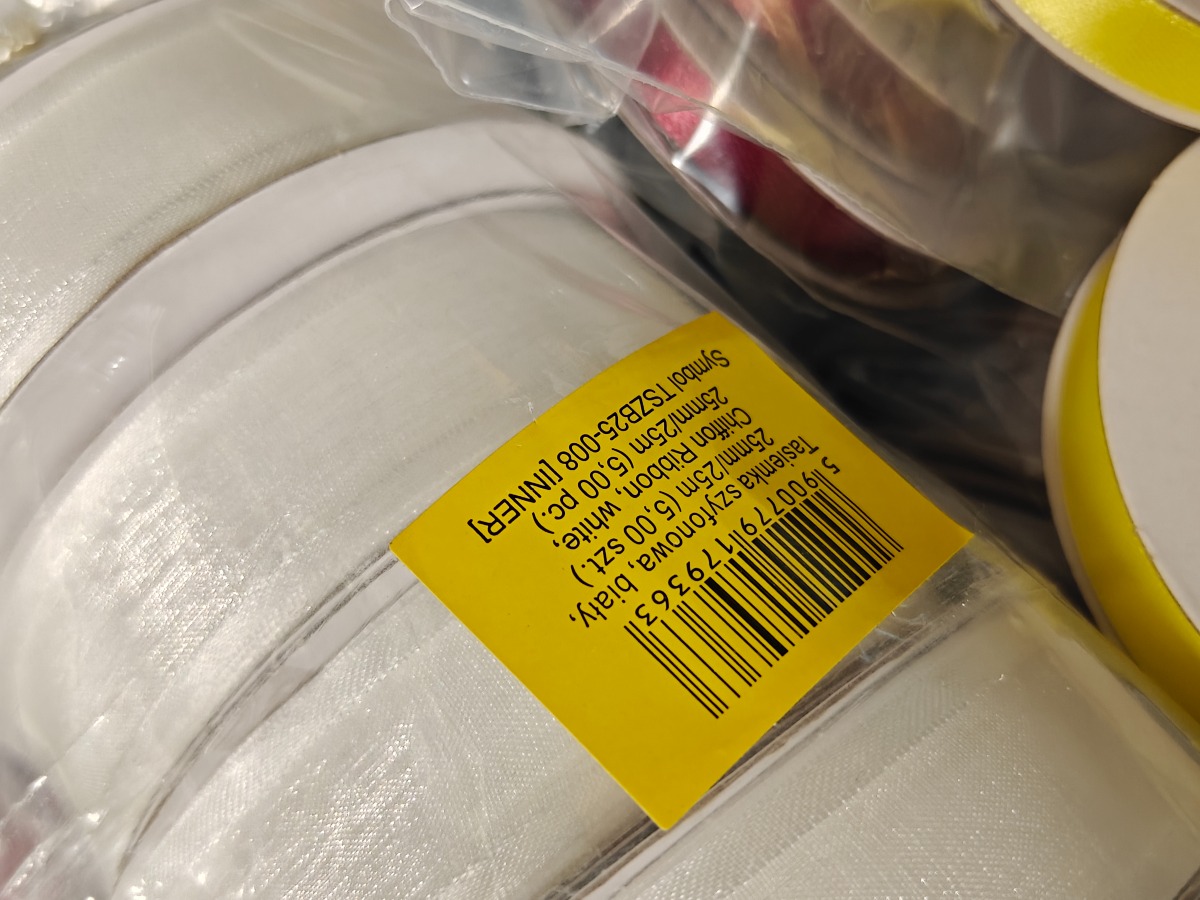 5 900779 179363
Tasiemka szyfonowa, biały,
25mm/25m (5,00 szt.)
Chiffon Ribbon, white,
25mm/25m (5,00 pc.)
Symbol TSZB25-008 [INNER]